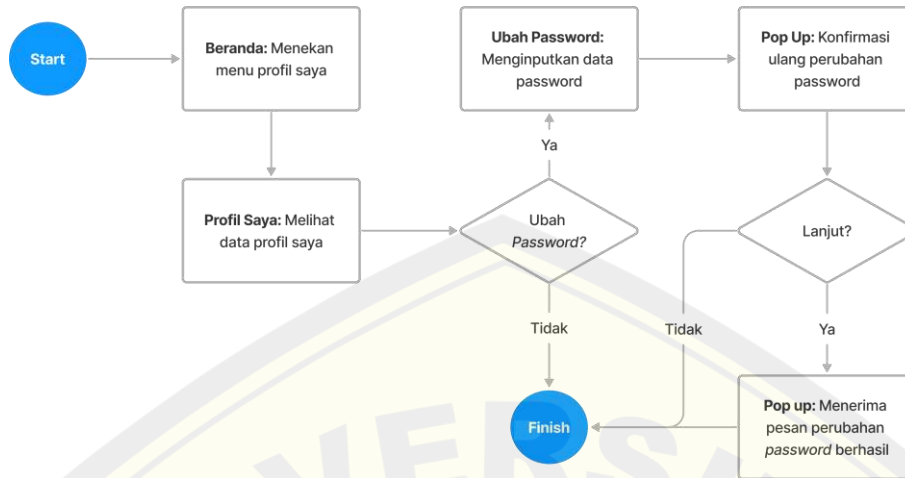 Start
Beranda: Menekan
menu profil saya
Profil Saya: Melihat
data profil saya
Ubah
Password?
Ya
Ubah Password:
Menginputkan data
password
Pop Up: Konfirmasi
ulang perubahan
password
Lanjut?
Tidak
Tidak
Ya
Pop up: Menerima
pesan perubahan
password berhasil
Finish